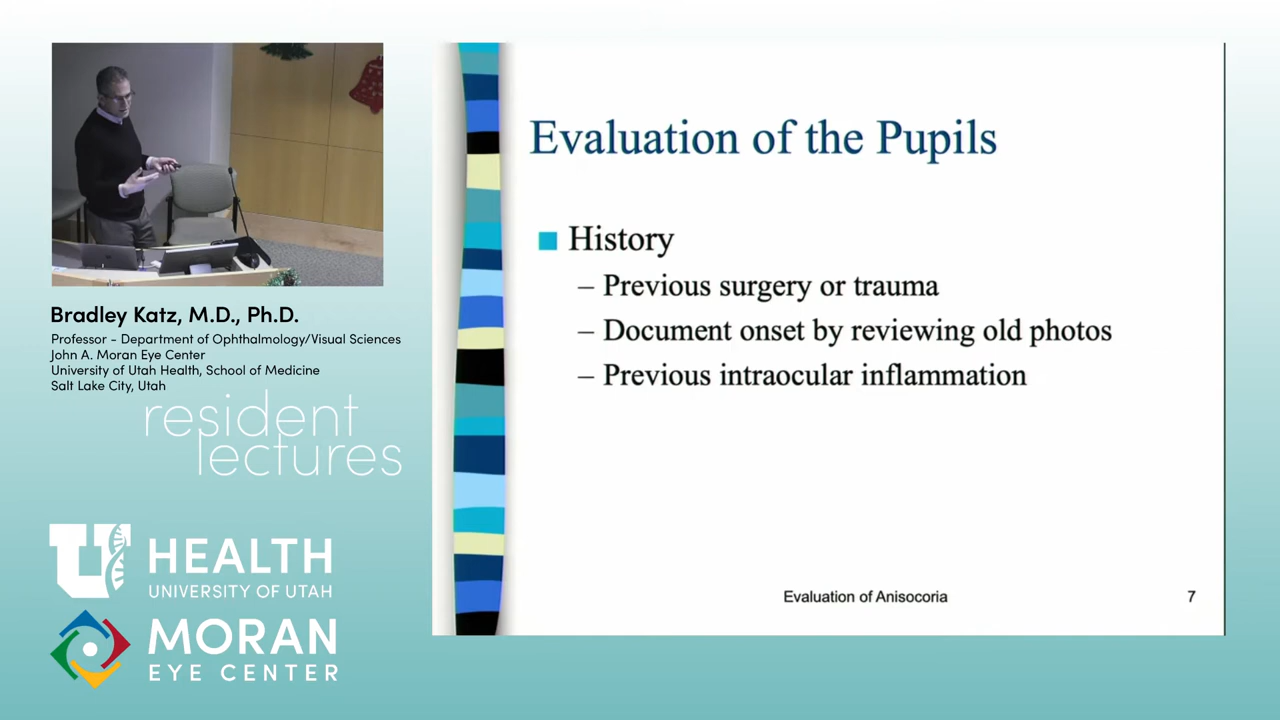 Bradley Katz, M.D., Ph.D.
Professor - Department of Ophthalmology/Visual Sciences
John A. Moran Eye Center
University of Utah Health, School of Medicine
Salt Lake City, Utah
resident
lectures
U HEALTH
UNIVERSITY OF UTAH
MORAN
EYE CENTER
Evaluation of the Pupils
History
– Previous surgery or trauma
– Document onset by reviewing old photos
– Previous intraocular inflammation
Evaluation of Anisocoria
7